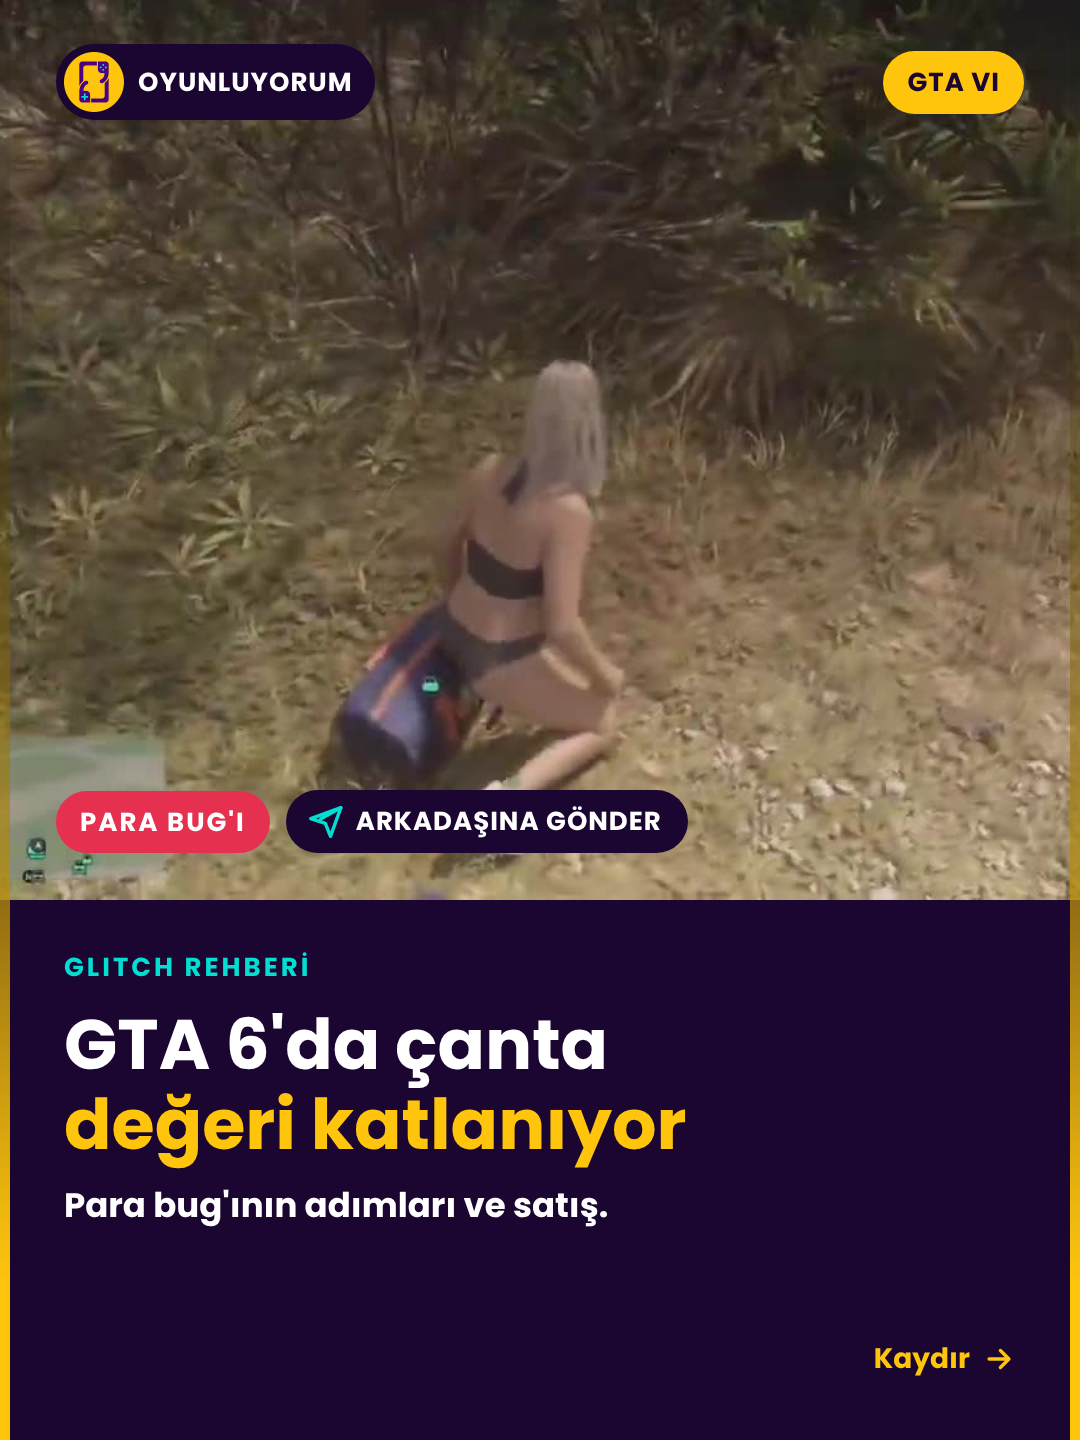 OYUNLUYORUM
GTA VI
PARA BUG'I
ARKADAŞINA GÖNDER
GLITCH REHBERİ
GTA 6'da çanta
değeri katlanıyor
Para bug'ının adımları ve satış.
Kaydır →